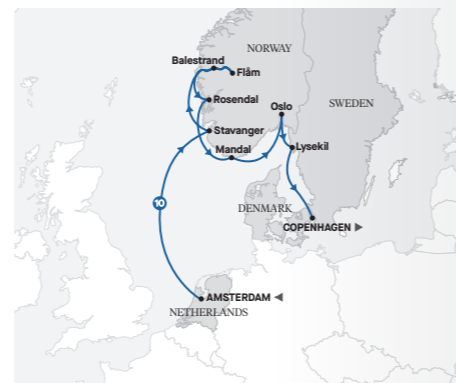 NORWAY
Balestrand
Flåm
SWEDEN
Rosendal
Oslo
Stavanger
Mandal
Lysekil
10
DENMARK
COPENHAGEN ▶
AMSTERDAM ◀
NETHERLANDS